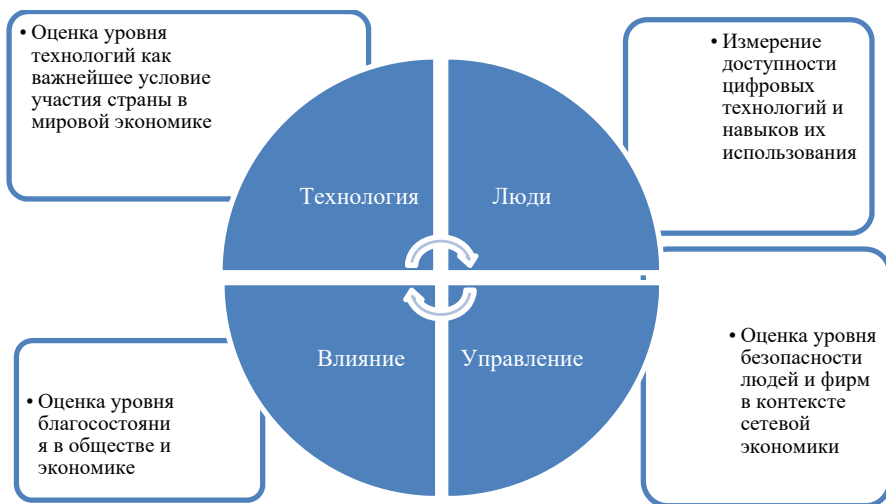 • Оценка уровня
технологий как
важнейшее условие
участия страны в
мировой экономике
• Измерение
доступности
цифровых
технологий и
навыков их
использования
Технология
Люди
Влияние
Управление
• Оценка уровня
благосостояни
я в обществе и
экономике
• Оценка уровня
безопасности
людей и фирм
в контексте
сетевой
экономики